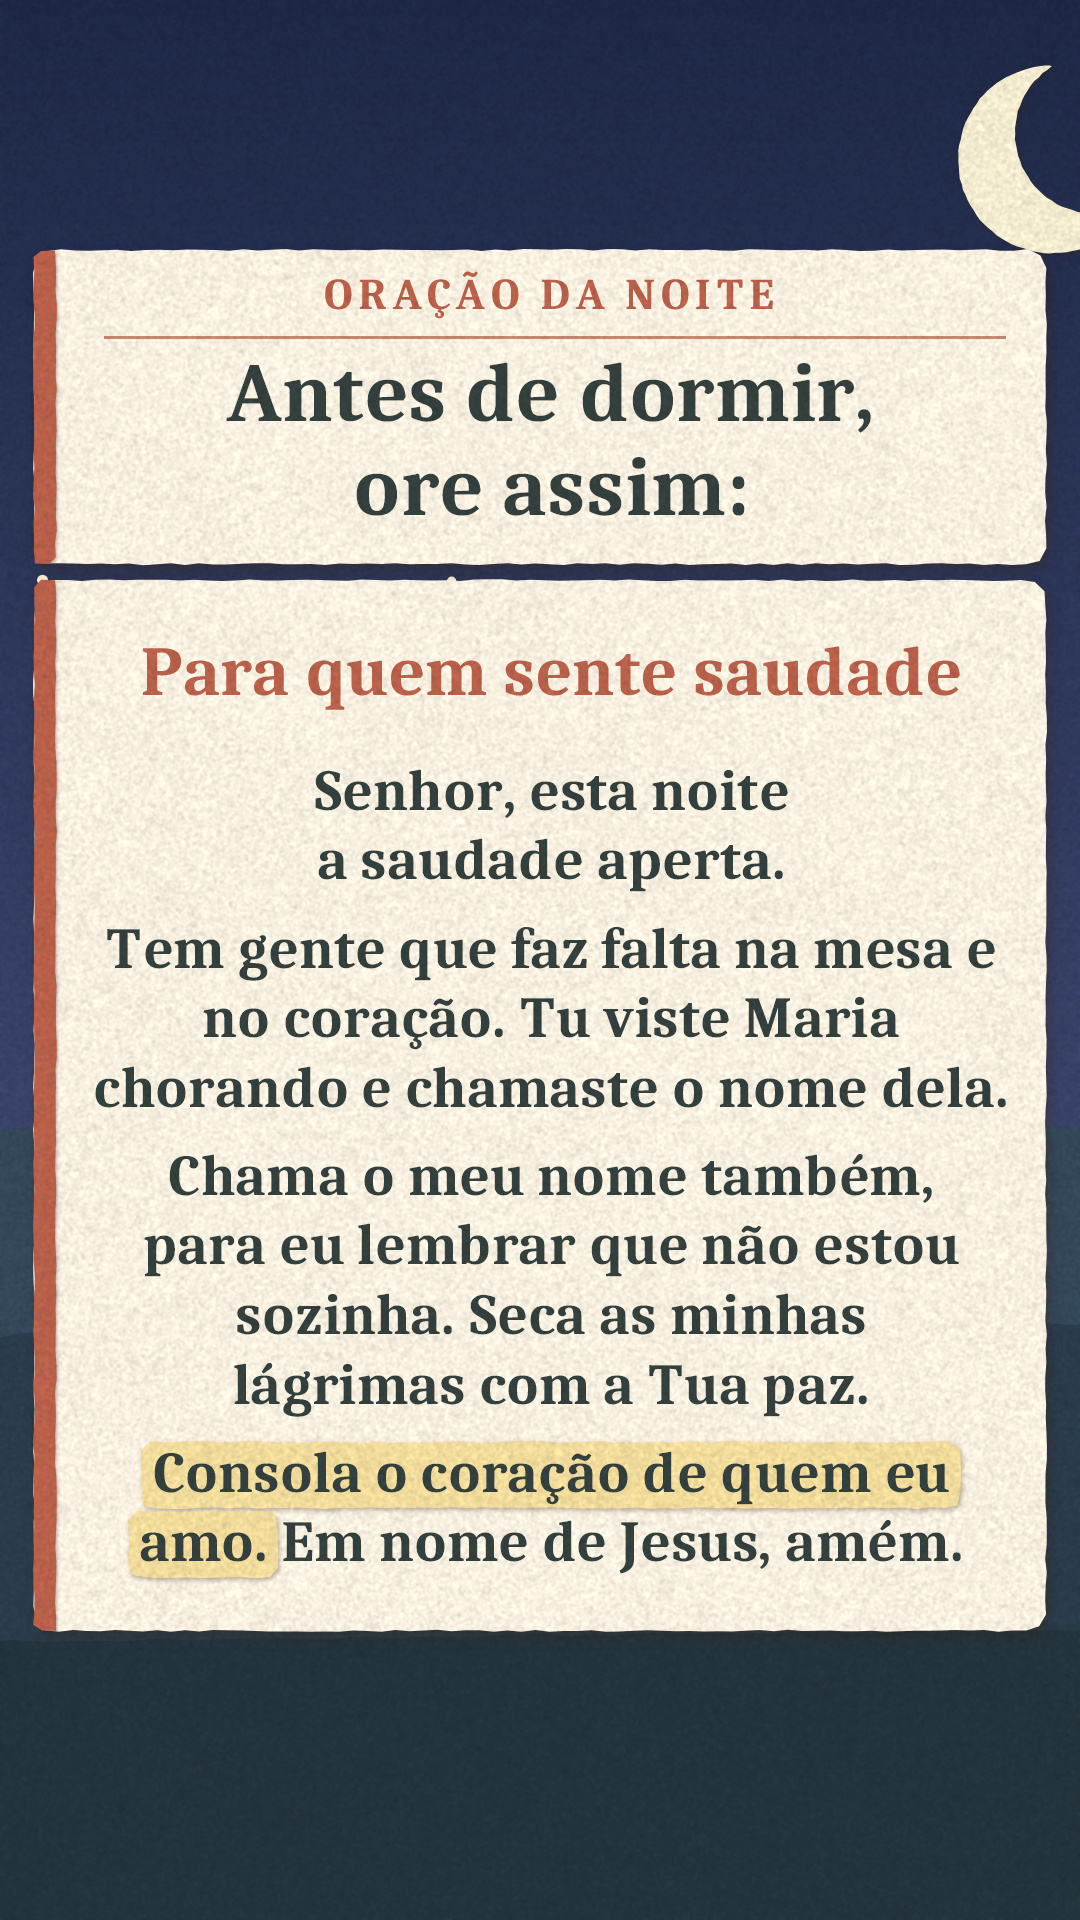 ORAÇÃO DA NOITE
Antes de dormir,
ore assim:
Para quem sente saudade
Senhor, esta noite
a saudade aperta.
Tem gente que faz falta na mesa e
no coração. Tu viste Maria
chorando e chamaste o nome dela.
Chama o meu nome também,
para eu lembrar que não estou
sozinha. Seca as minhas
lágrimas com a Tua paz.
Consola o coração de quem eu
amo. Em nome de Jesus, amém.